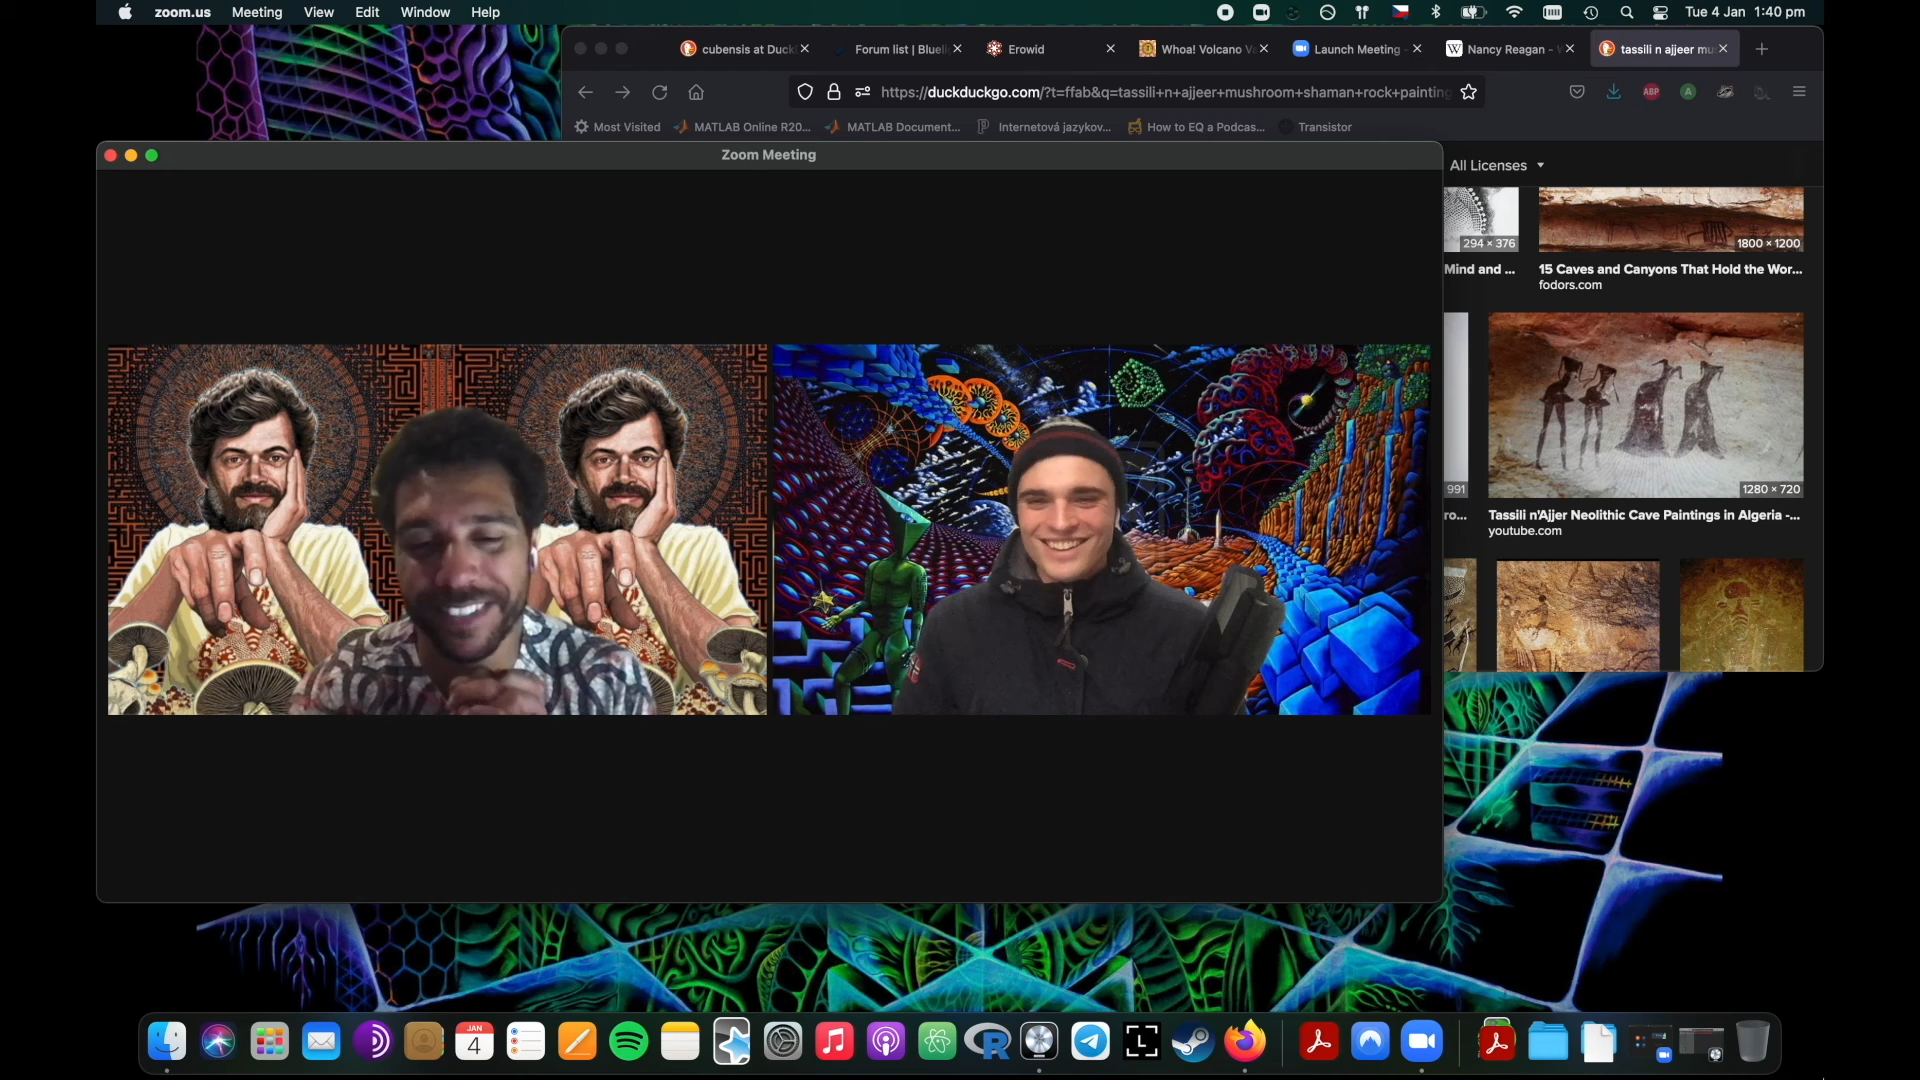 zoom.us Meeting View Edit Window Help
Tue 4 Jan 1:40 pm
cubensis at Duck
Forum list | Blueli
Erowid
Whoa! Volcano Va
Launch Meeting -
Nancy Reagan - W
tassili n ajjeer mu
https://duckduckgo.com/?t=ffab&q=tassili+n+ajjeer+mushroom+shaman+rock+painting
ABP
A
Most Visited
MATLAB Online R20...
MATLAB Document...
Internetová jazykov...
How to EQ a Podcas...
Transistor
Zoom Meeting
All Licenses
294 × 376
1800 × 1200
Mind and ...
15 Caves and Canyons That Hold the Wor...
fodors.com
991
1280 × 720
ro...
Tassili n'Ajjer Neolithic Cave Paintings in Algeria -...
youtube.com
JAN
4
R
L